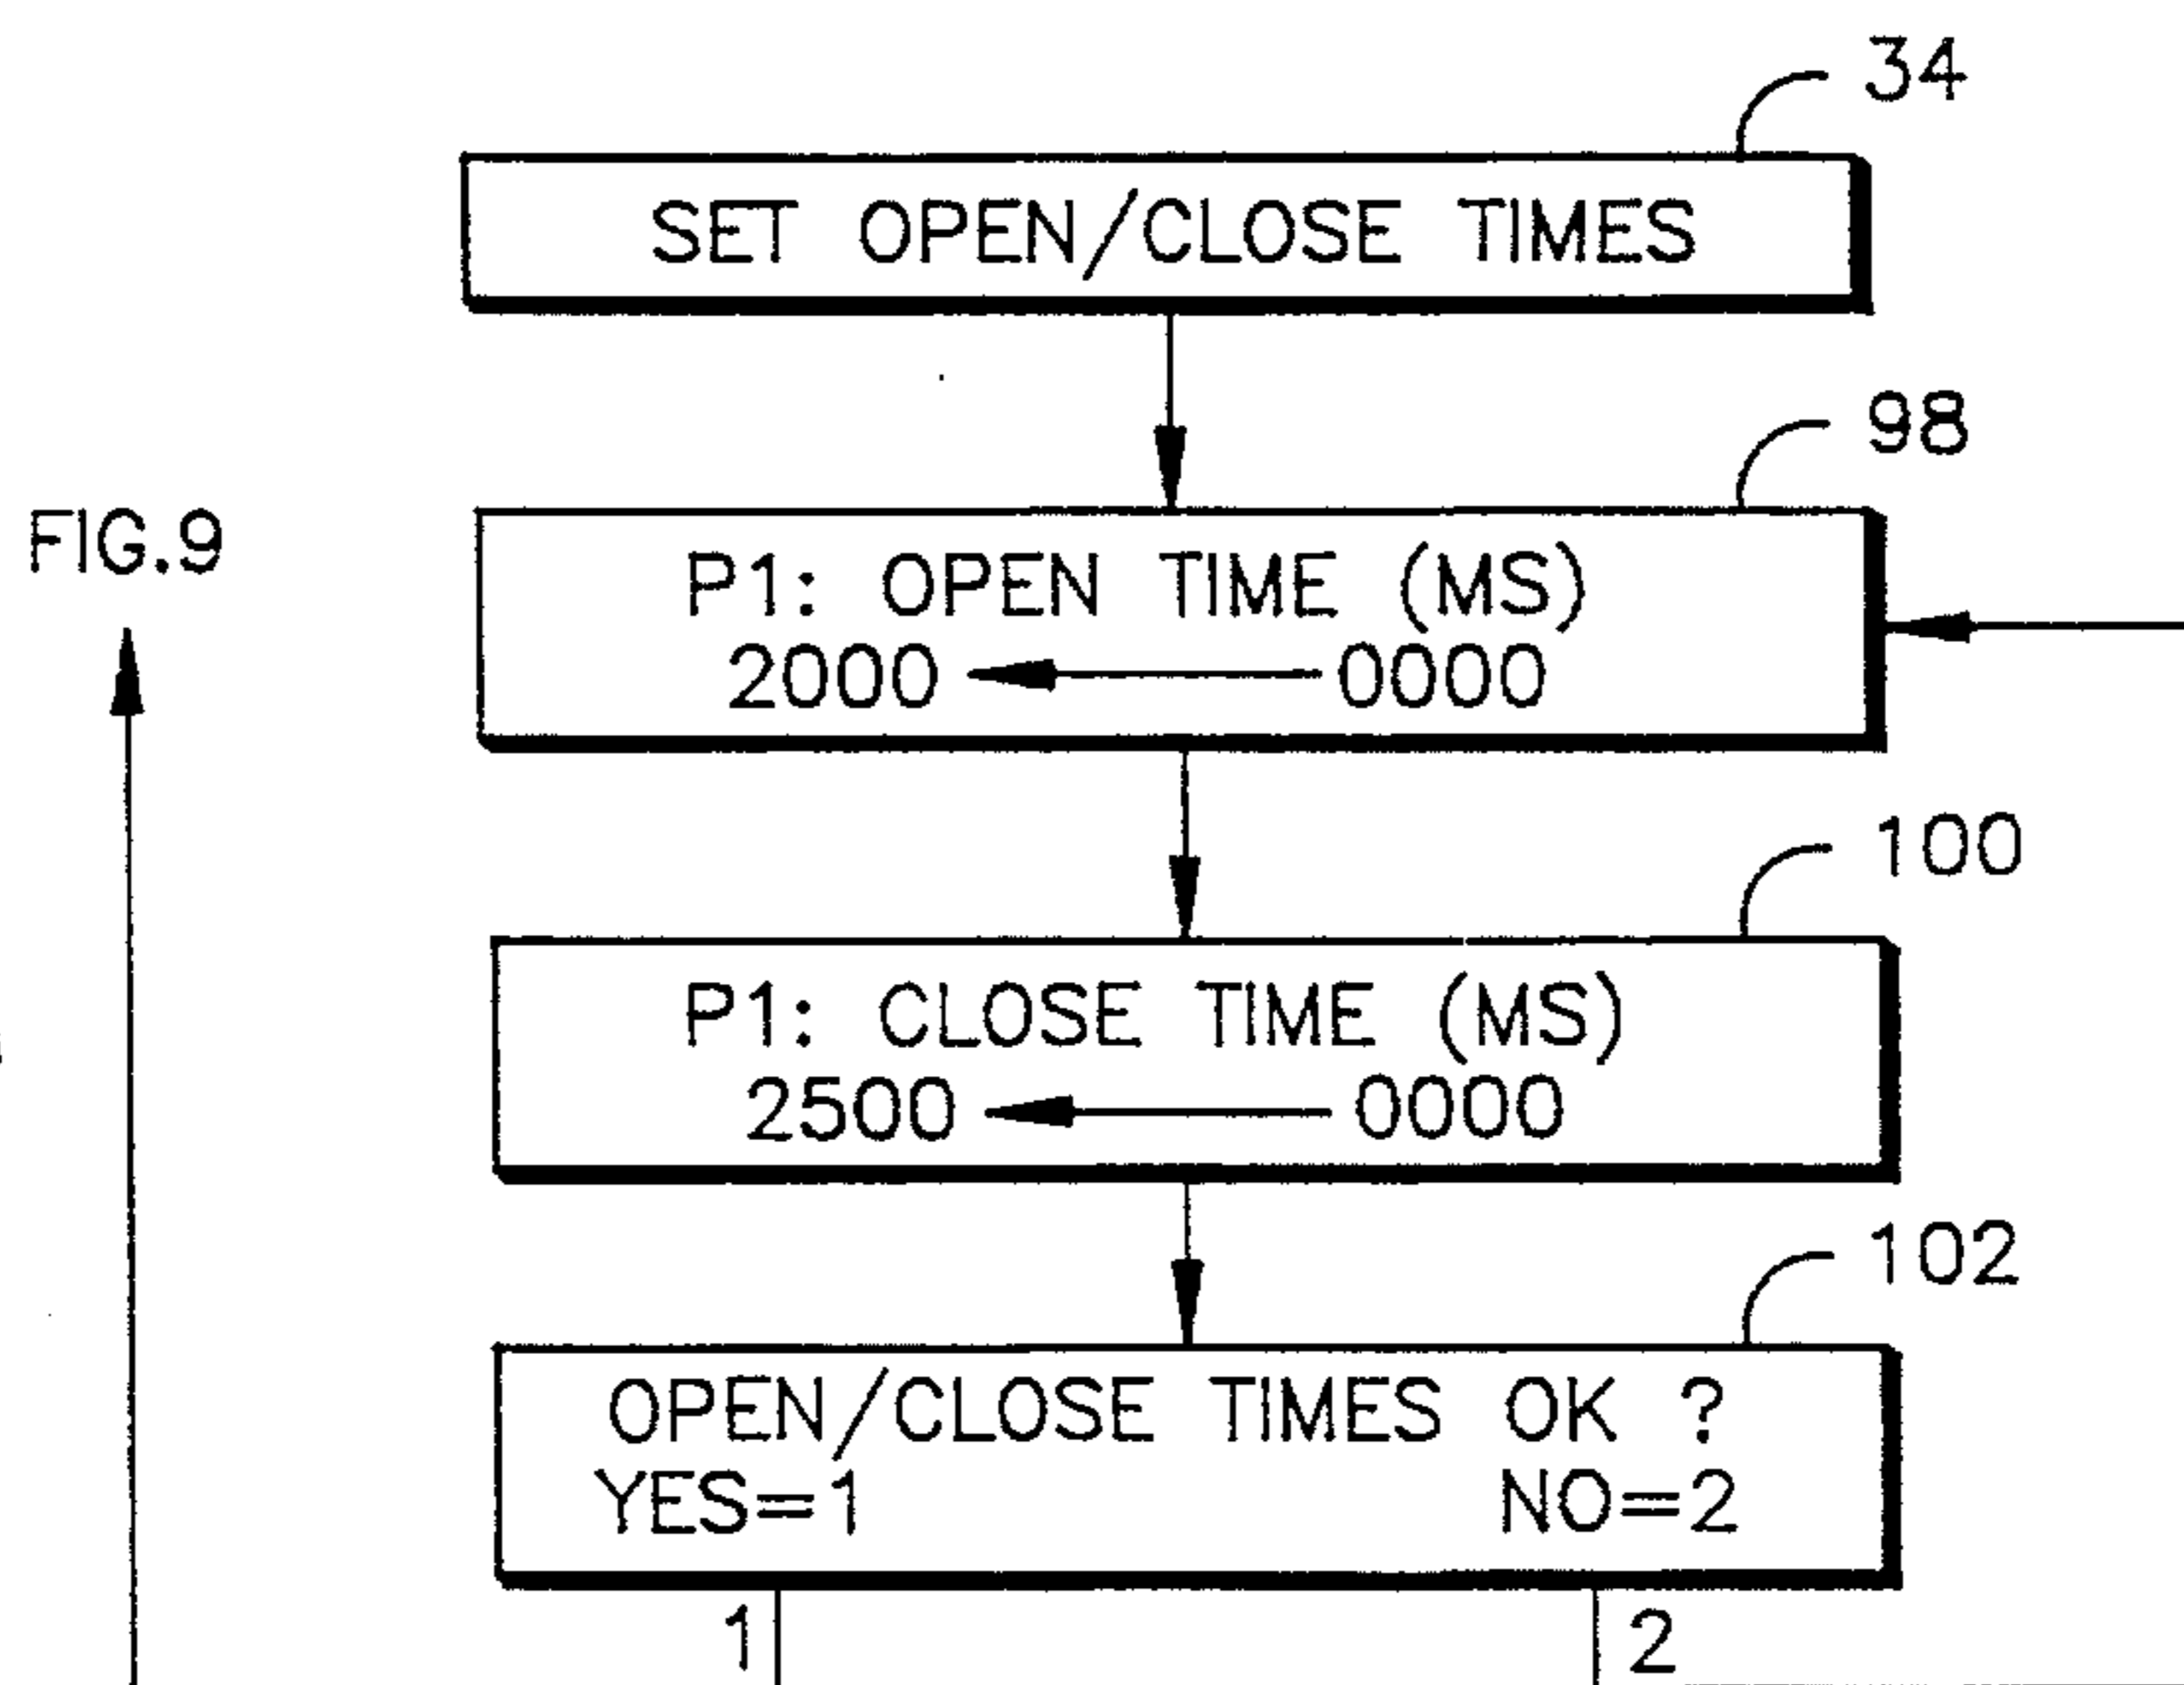 34
SET OPEN/CLOSE TIMES
98
FIG.9
P1: OPEN TIME (MS)
2000 0000
100
P1: CLOSE TIME (MS)
2500 0000
102
OPEN/CLOSE TIMES OK ?
YES=1 NO=2
1 2